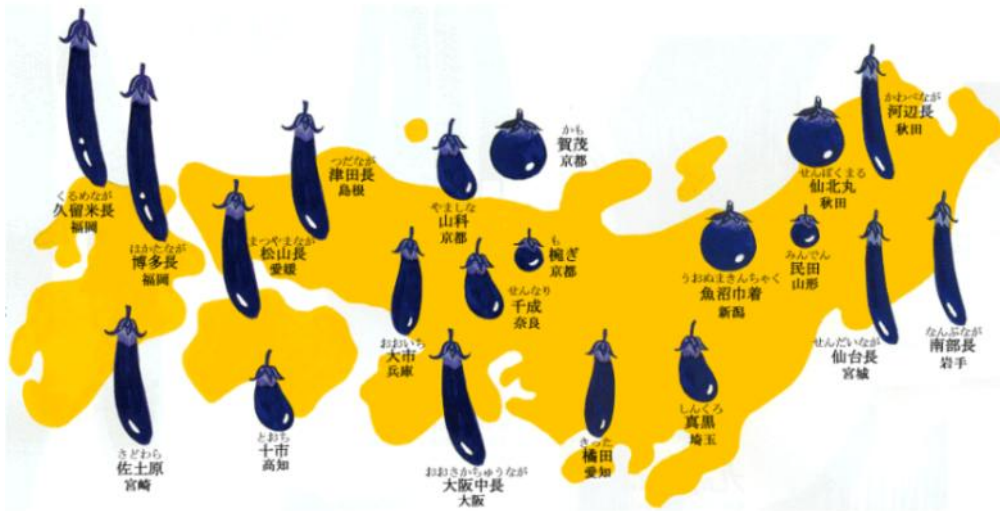 かわべなが
河辺長
秋田
かも
賀茂
京都
つだなが
津田長
島根
せんぼくまる
仙北丸
秋田
くるめなが
久留米長
福岡
やましな
山科
京都
はかたなが
博多長
福岡
まつやまなが
松山長
愛媛
も
椀ぎ
京都
うおぬまきんちゃく
魚沼巾着
新潟
みんでん
民田
山形
せんなり
千成
奈良
おおいち
大市
兵庫
せんだいなが
仙台長
宮城
なんぶなが
南部長
岩手
しんくろ
真黒
埼玉
さどわら
佐土原
宮崎
とおち
十市
高知
きった
橘田
愛知
おおさかちゅうなが
大阪中長
大阪